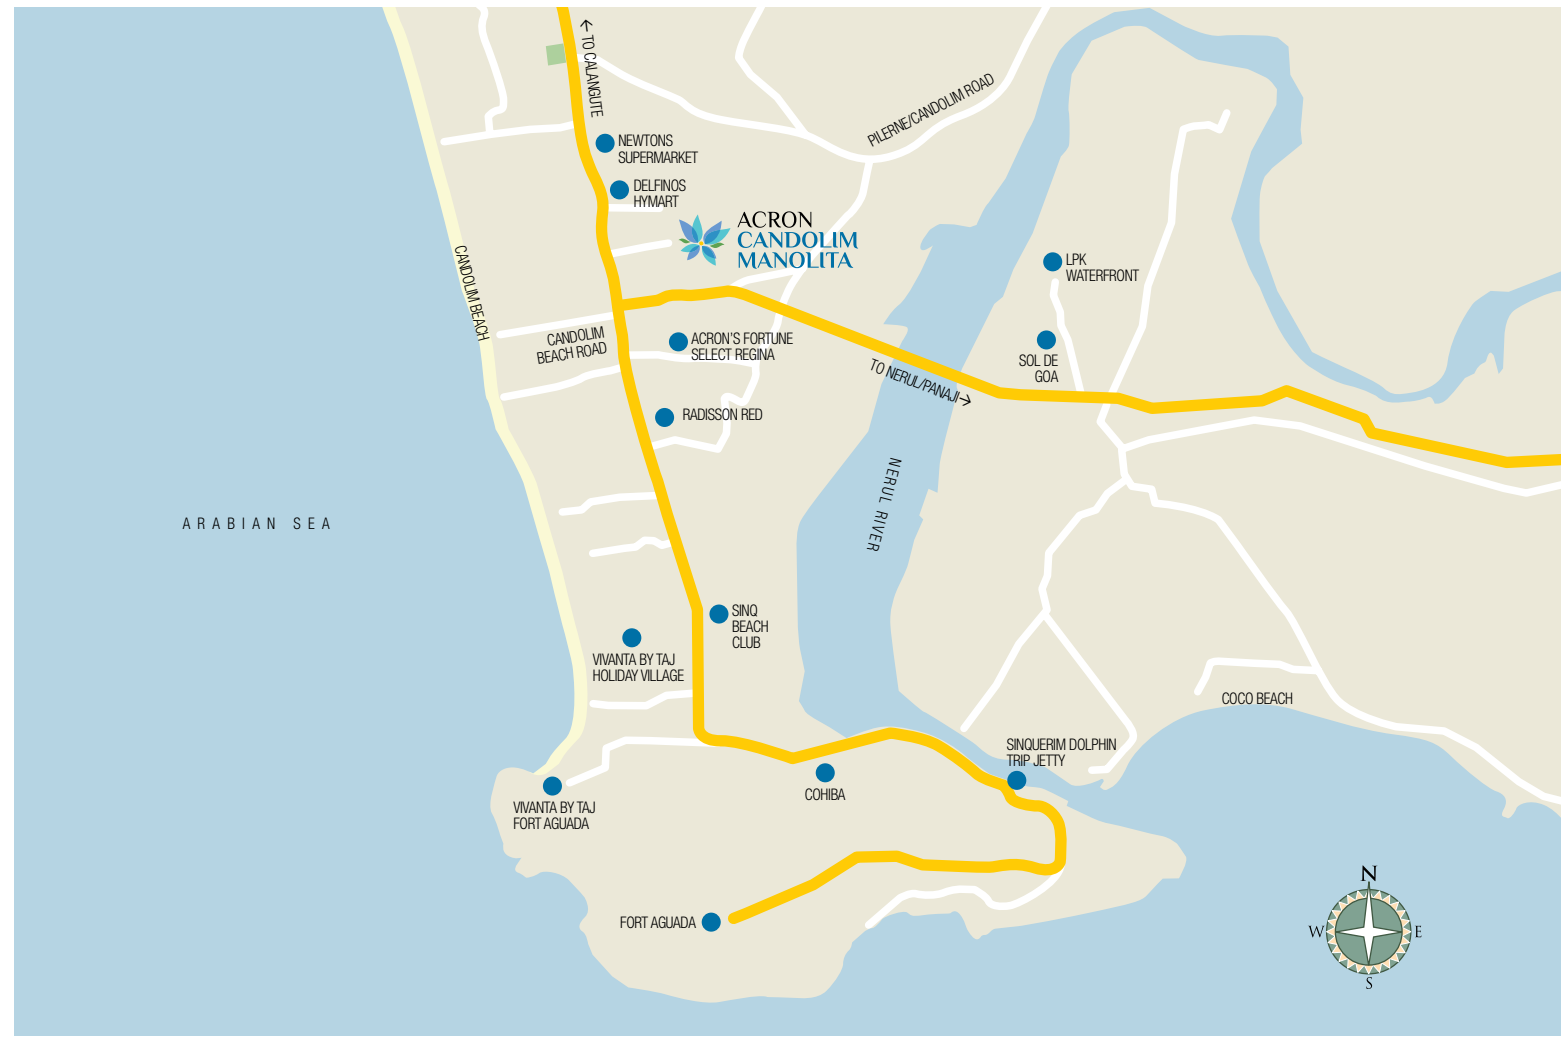 ← TO CALANGUTE
NEWTONS
SUPERMARKET
PILERNE/CANDOLIM ROAD
DELFINOS
HYMART
ACRON
CANDOLIM
MANOLITA
CANDOLIM BEACH
LPK
WATERFRONT
CANDOLIM
BEACH ROAD
ACRON'S FORTUNE
SELECT REGINA
SOL DE
GOA
TO NERUL/PANAJI →
RADISSON RED
NERUL RIVER
ARABIAN SEA
SINQ
BEACH
CLUB
VIVANTA BY TAJ
HOLIDAY VILLAGE
COCO BEACH
SINQUERIM DOLPHIN
TRIP JETTY
COHIBA
VIVANTA BY TAJ
FORT AGUADA
FORT AGUADA
N
W
E
S